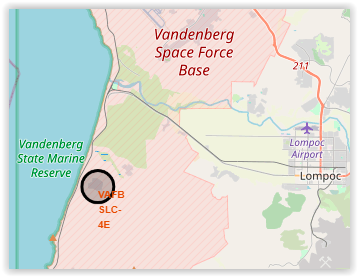 Vandenberg
Space Force
Base
211
Lompoc
Airport
Vandenberg
State Marine
Reserve
Lompoc
VAFB
SLC-
4E